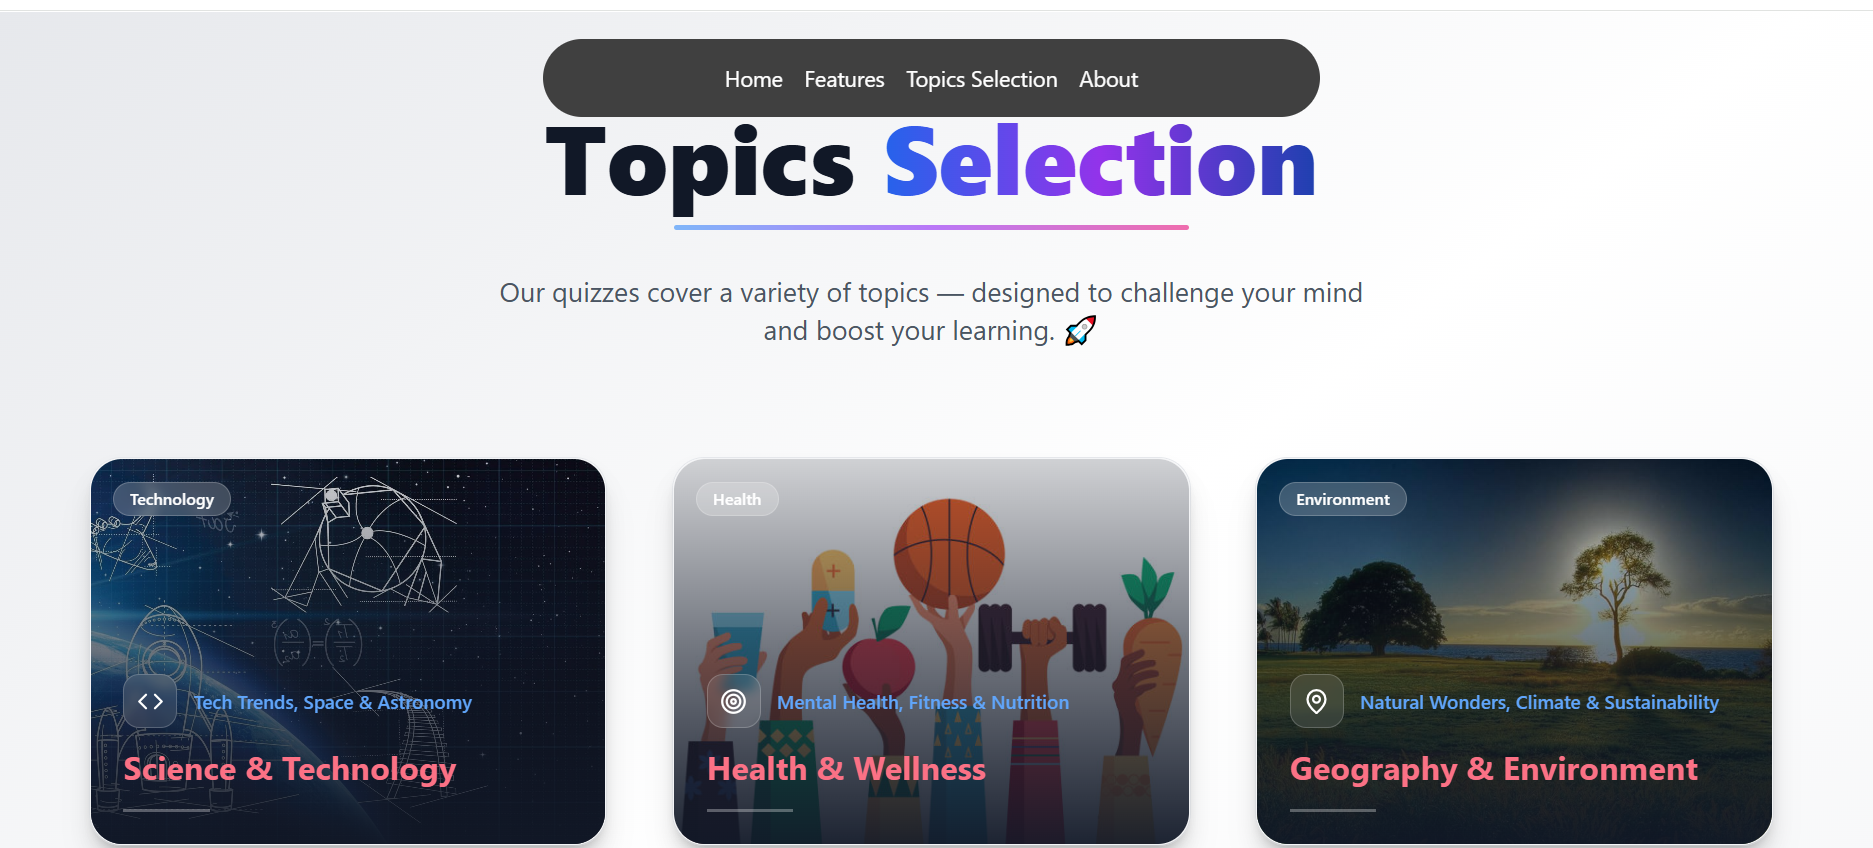 Home Features Topics Selection About
Topics Selection
Our quizzes cover a variety of topics — designed to challenge your mind
and boost your learning. 🚀
Technology
Tech Trends, Space & Astronomy
Science & Technology
Health
Mental Health, Fitness & Nutrition
Health & Wellness
Environment
Natural Wonders, Climate & Sustainability
Geography & Environment